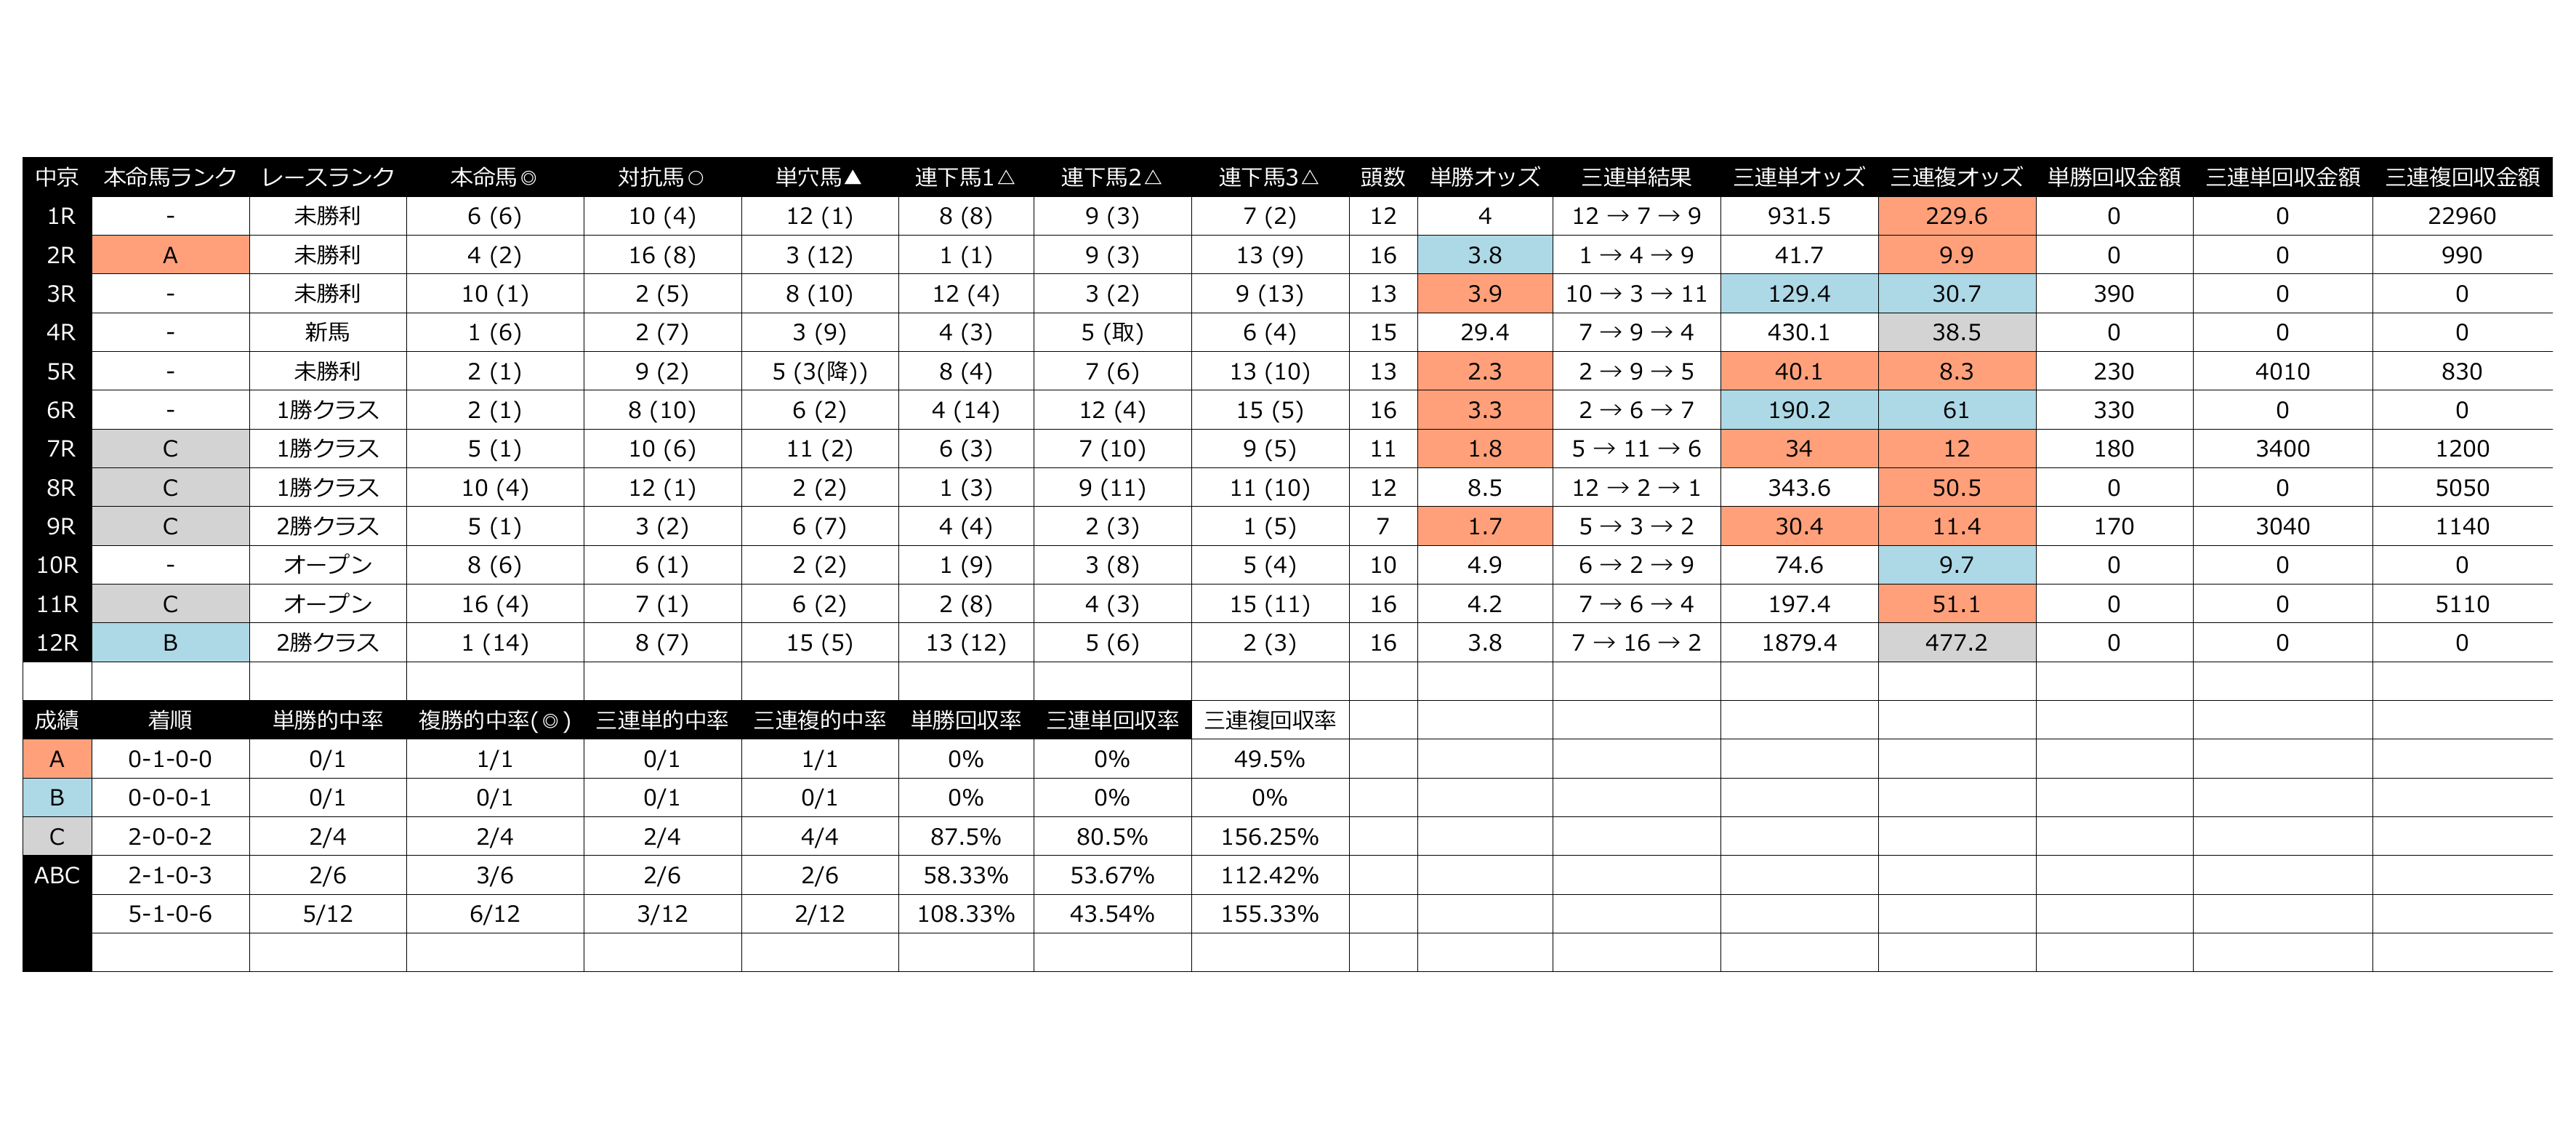 中京 本命馬ランク レースランク 本命馬◎ 対抗馬○ 単穴馬▲ 連下馬1△ 連下馬2△ 連下馬3△ 頭数 単勝オッズ 三連単結果 三連単オッズ 三連複オッズ 単勝回収金額 三連単回収金額 三連複回収金額
1R - 未勝利 6 (6) 10 (4) 12 (1) 8 (8) 9 (3) 7 (2) 12 4 12 → 7 → 9 931.5 229.6 0 0 22960
2R A 未勝利 4 (2) 16 (8) 3 (12) 1 (1) 9 (3) 13 (9) 16 3.8 1 → 4 → 9 41.7 9.9 0 0 990
3R - 未勝利 10 (1) 2 (5) 8 (10) 12 (4) 3 (2) 9 (13) 13 3.9 10 → 3 → 11 129.4 30.7 390 0 0
4R - 新馬 1 (6) 2 (7) 3 (9) 4 (3) 5 (取) 6 (4) 15 29.4 7 → 9 → 4 430.1 38.5 0 0 0
5R - 未勝利 2 (1) 9 (2) 5 (3(降)) 8 (4) 7 (6) 13 (10) 13 2.3 2 → 9 → 5 40.1 8.3 230 4010 830
6R - 1勝クラス 2 (1) 8 (10) 6 (2) 4 (14) 12 (4) 15 (5) 16 3.3 2 → 6 → 7 190.2 61 330 0 0
7R C 1勝クラス 5 (1) 10 (6) 11 (2) 6 (3) 7 (10) 9 (5) 11 1.8 5 → 11 → 6 34 12 180 3400 1200
8R C 1勝クラス 10 (4) 12 (1) 2 (2) 1 (3) 9 (11) 11 (10) 12 8.5 12 → 2 → 1 343.6 50.5 0 0 5050
9R C 2勝クラス 5 (1) 3 (2) 6 (7) 4 (4) 2 (3) 1 (5) 7 1.7 5 → 3 → 2 30.4 11.4 170 3040 1140
10R - オープン 8 (6) 6 (1) 2 (2) 1 (9) 3 (8) 5 (4) 10 4.9 6 → 2 → 9 74.6 9.7 0 0 0
11R C オープン 16 (4) 7 (1) 6 (2) 2 (8) 4 (3) 15 (11) 16 4.2 7 → 6 → 4 197.4 51.1 0 0 5110
12R B 2勝クラス 1 (14) 8 (7) 15 (5) 13 (12) 5 (6) 2 (3) 16 3.8 7 → 16 → 2 1879.4 477.2 0 0 0
成績 着順 単勝的中率 複勝的中率(◎) 三連単的中率 三連複的中率 単勝回収率 三連単回収率 三連複回収率
A 0-1-0-0 0/1 1/1 0/1 1/1 0% 0% 49.5%
B 0-0-0-1 0/1 0/1 0/1 0/1 0% 0% 0%
C 2-0-0-2 2/4 2/4 2/4 4/4 87.5% 80.5% 156.25%
ABC 2-1-0-3 2/6 3/6 2/6 2/6 58.33% 53.67% 112.42%
5-1-0-6 5/12 6/12 3/12 2/12 108.33% 43.54% 155.33%